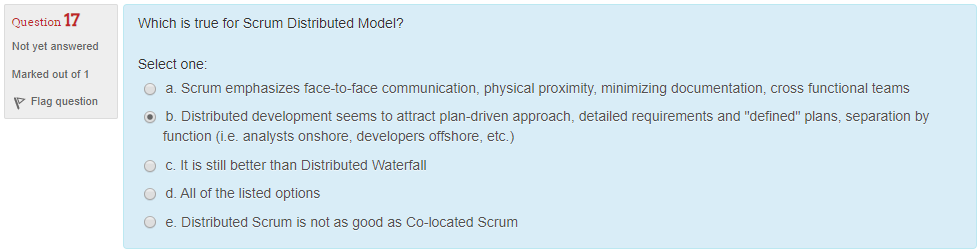 Question 17
Not yet answered
Marked out of 1
Flag question
Which is true for Scrum Distributed Model?
Select one:
a. Scrum emphasizes face-to-face communication, physical proximity, minimizing documentation, cross functional teams
b. Distributed development seems to attract plan-driven approach, detailed requirements and "defined" plans, separation by
function (i.e. analysts onshore, developers offshore, etc.)
c. It is still better than Distributed Waterfall
d. All of the listed options
e. Distributed Scrum is not as good as Co-located Scrum